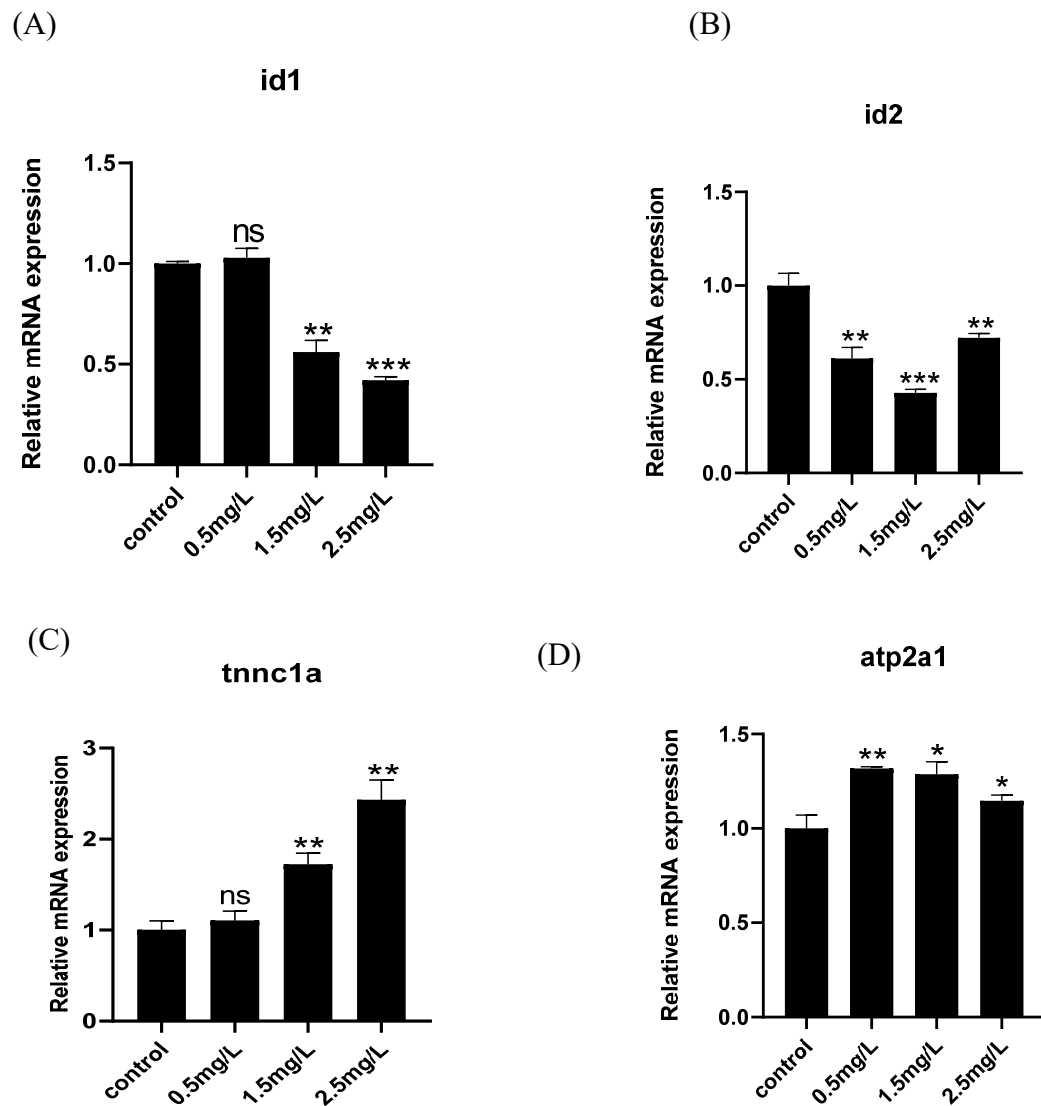 (A)
id1
Relative mRNA expression
1.5
1.0
0.5
0.0
ns
**
***
control
0.5mg/L
1.5mg/L
2.5mg/L
(B)
id2
Relative mRNA expression
1.5
1.0
0.5
0.0
**
***
**
control
0.5mg/L
1.5mg/L
2.5mg/L
(C)
tnnc1a
Relative mRNA expression
3
2
1
0
ns
**
**
control
0.5mg/L
1.5mg/L
2.5mg/L
(D)
atp2a1
Relative mRNA expression
1.5
1.0
0.5
0.0
**
*
*
control
0.5mg/L
1.5mg/L
2.5mg/L